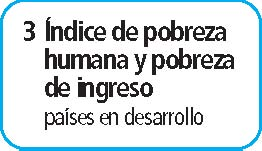 3 Índice de pobreza
humana y pobreza
de ingreso
países en desarrollo